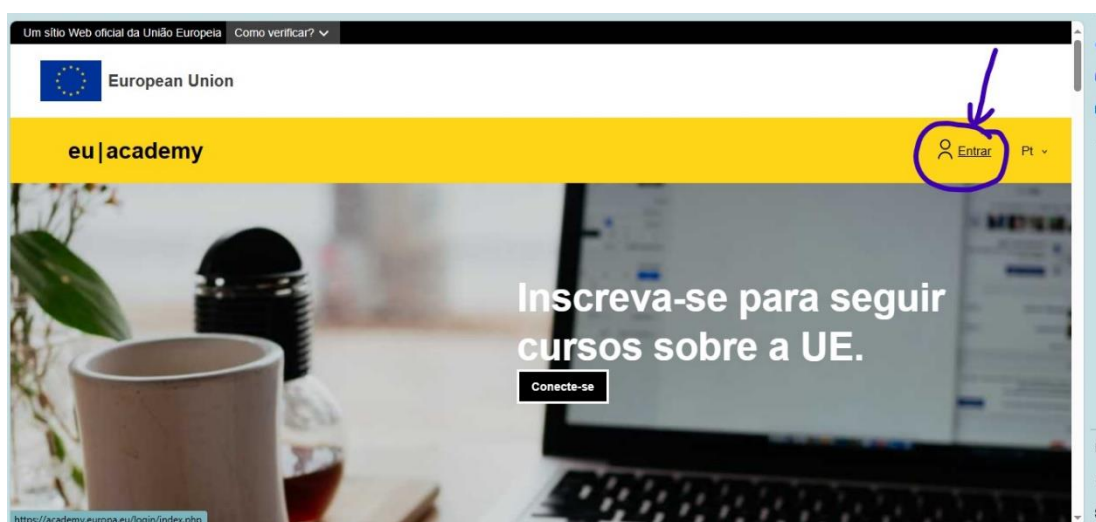 Um sítio Web oficial da União Europeia Como verificar?
European Union
eu|academy
Entrar Pt
Inscreva-se para seguir
cursos sobre a UE.
Conecte-se
https://academy.europa.eu/login/index.php